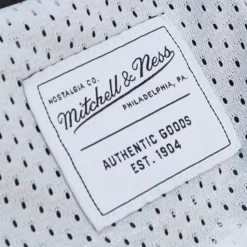 NOSTALGIA CO.
Mitchell & Ness
PHILADELPHIA, PA.
AUTHENTIC GOODS
EST. 1904